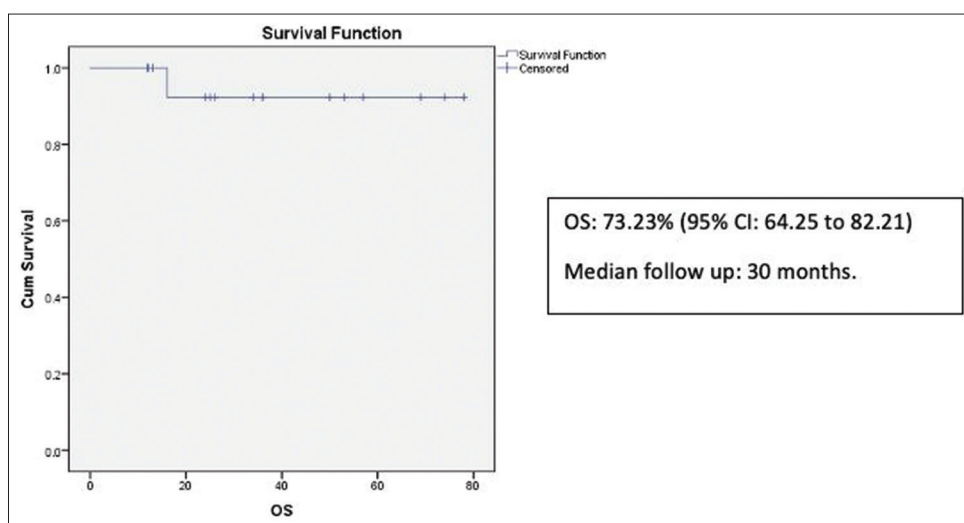 Survival Function
Survival Function
Censored
1.0
0.8
0.6
0.4
0.2
0.0
Cum Survival
0
20
40
60
80
OS
OS: 73.23% (95% CI: 64.25 to 82.21)
Median follow up: 30 months.